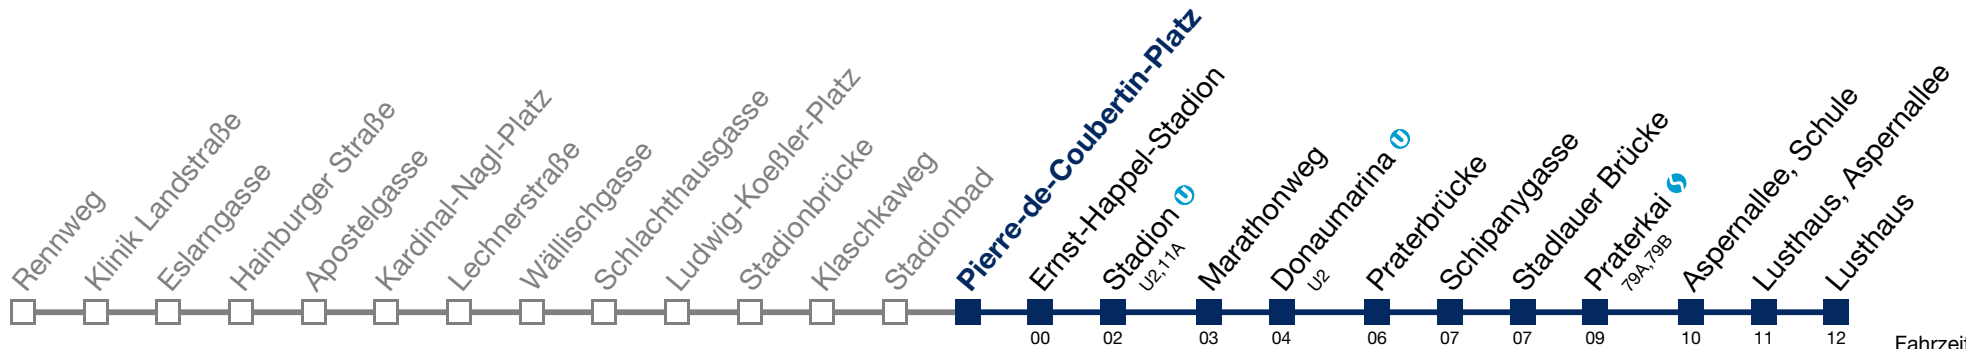 Rennweg
Klinik Landstraße
Eslarngasse
Hainburger Straße
Apostelgasse
Kardinal-Nagl-Platz
Lechnerstraße
Wällischgasse
Schlachthausgasse
Ludwig-Koeßler-Platz
Stadionbrücke
Klaschkaweg
Stadionbad
Pierre-de-Coubertin-Platz
Ernst-Happel-Stadion
Stadion U
U2,11A
Marathonweg
Donaumarina U
U2
Praterbrücke
Schipanygasse
Stadlauer Brücke
Praterkai S
79A,79B
Aspernallee, Schule
Lusthaus, Aspernallee
Lusthaus
00 02 03 04 06 07 07 09 10 11 12 Fahrzeit